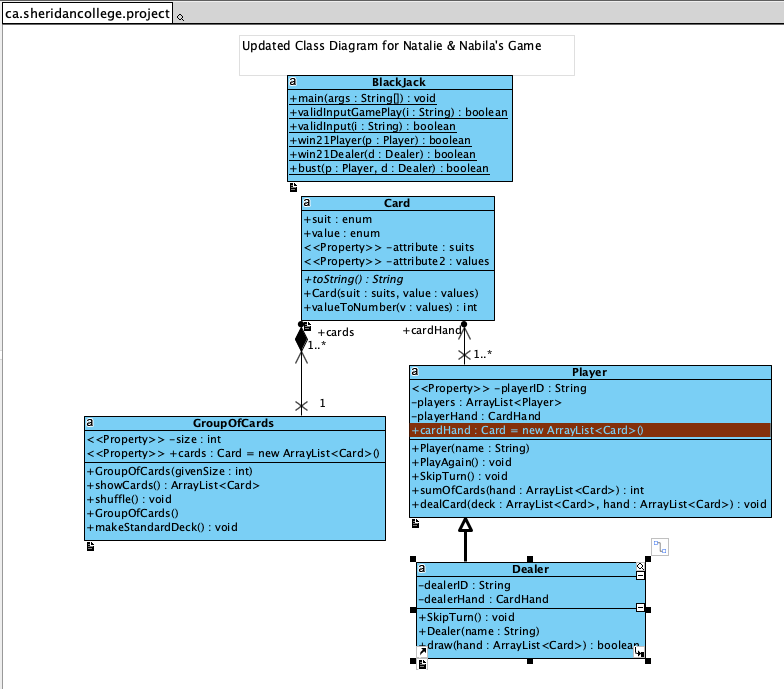 ca.sheridancollege.project
Updated Class Diagram for Natalie & Nabila's Game
a BlackJack
+main(args : String[]) : void
+validInputGamePlay(i : String) : boolean
+validInput(i : String) : boolean
+win21Player(p : Player) : boolean
+win21Dealer(d : Dealer) : boolean
+bust(p : Player, d : Dealer) : boolean
a Card
+suit : enum
+value : enum
<<Property>> -attribute : suits
<<Property>> -attribute2 : values
+toString() : String
+Card(suit : suits, value : values)
+valueToNumber(v : values) : int
+cards
+cardHand
1..*
1..*
1
a Player
<<Property>> -playerID : String
-players : ArrayList<Player>
-playerHand : CardHand
+cardHand : Card = new ArrayList<Card>()
+Player(name : String)
+PlayAgain() : void
+SkipTurn() : void
+sumOfCards(hand : ArrayList<Card>) : int
+dealCard(deck : ArrayList<Card>, hand : ArrayList<Card>) : void
a GroupOfCards
<<Property>> -size : int
<<Property>> +cards : Card = new ArrayList<Card>()
+GroupOfCards(givenSize : int)
+showCards() : ArrayList<Card>
+shuffle() : void
+GroupOfCards()
+makeStandardDeck() : void
a Dealer
-dealerID : String
-dealerHand : CardHand
+SkipTurn() : void
+Dealer(name : String)
+draw(hand : ArrayList<Card>) : boolean